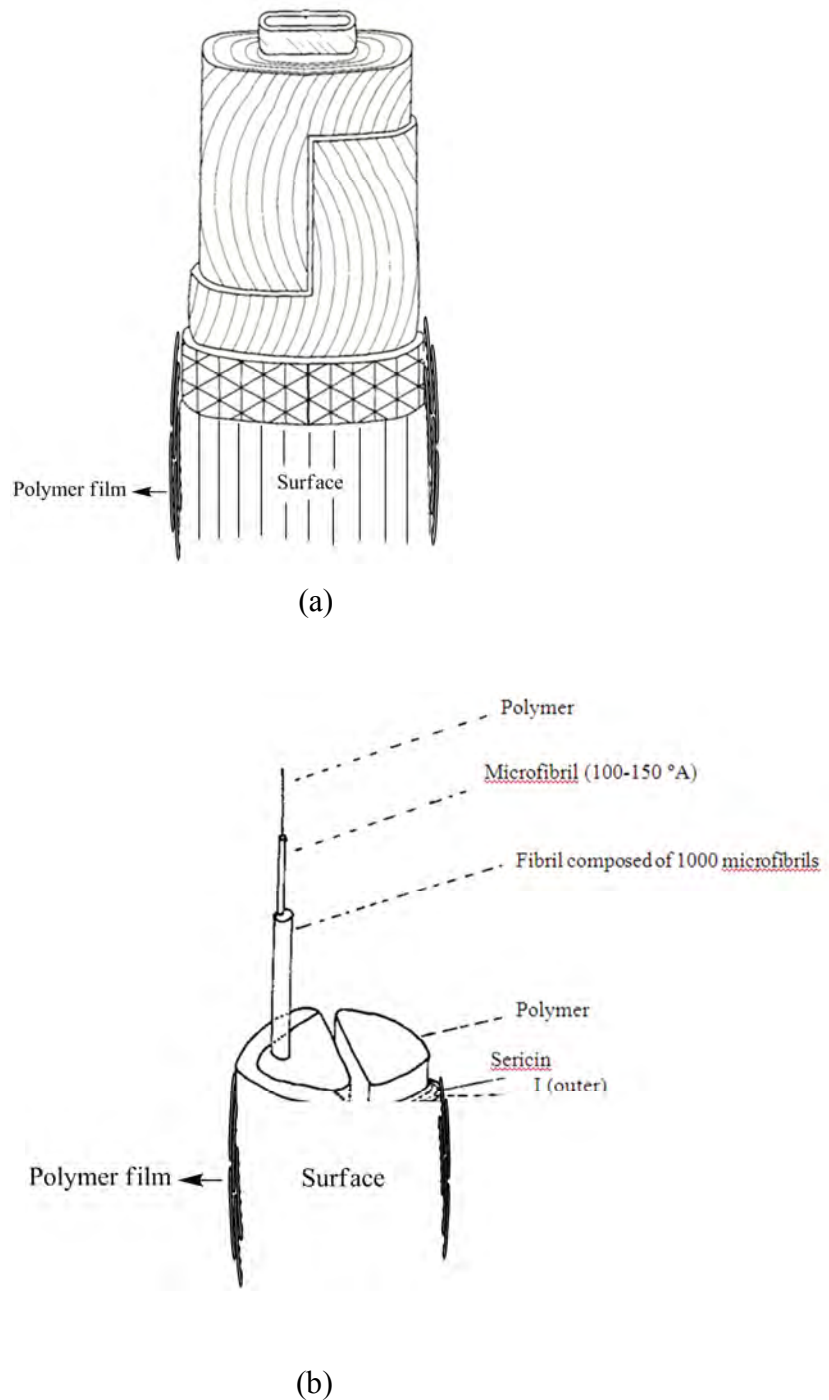 Polymer film
Surface
(a)
Polymer
Microfibril (100-150 °A)
Fibril composed of 1000 microfibrils
Polymer
Sericin
I (outer)
Polymer film
Surface
(b)